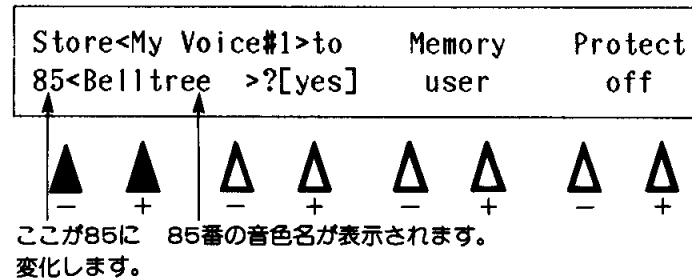 Store<My Voice#1>to Memory Protect
85<Belltree >?[yes] user off
− + − + − + − +
ここが85に 85番の音色名が表示されます。
変化します。